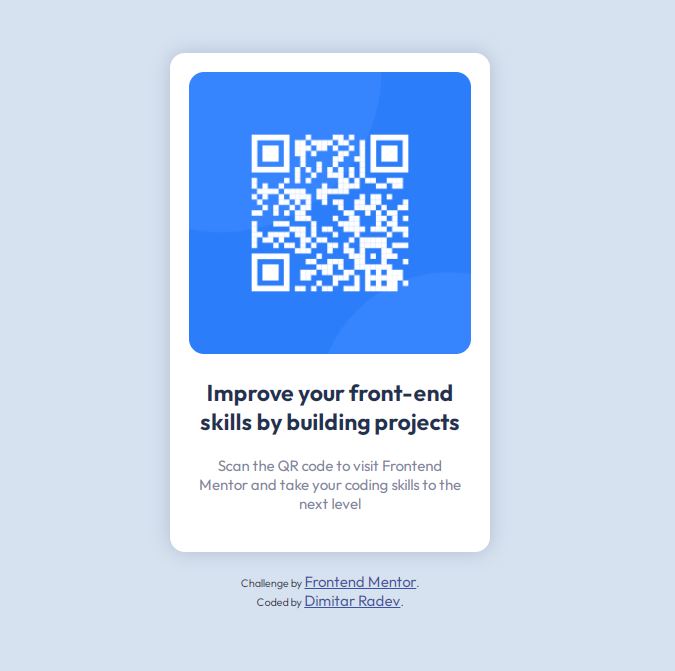 Improve your front-end
skills by building projects
Scan the QR code to visit Frontend
Mentor and take your coding skills to the
next level
Challenge by Frontend Mentor.
Coded by Dimitar Radev.